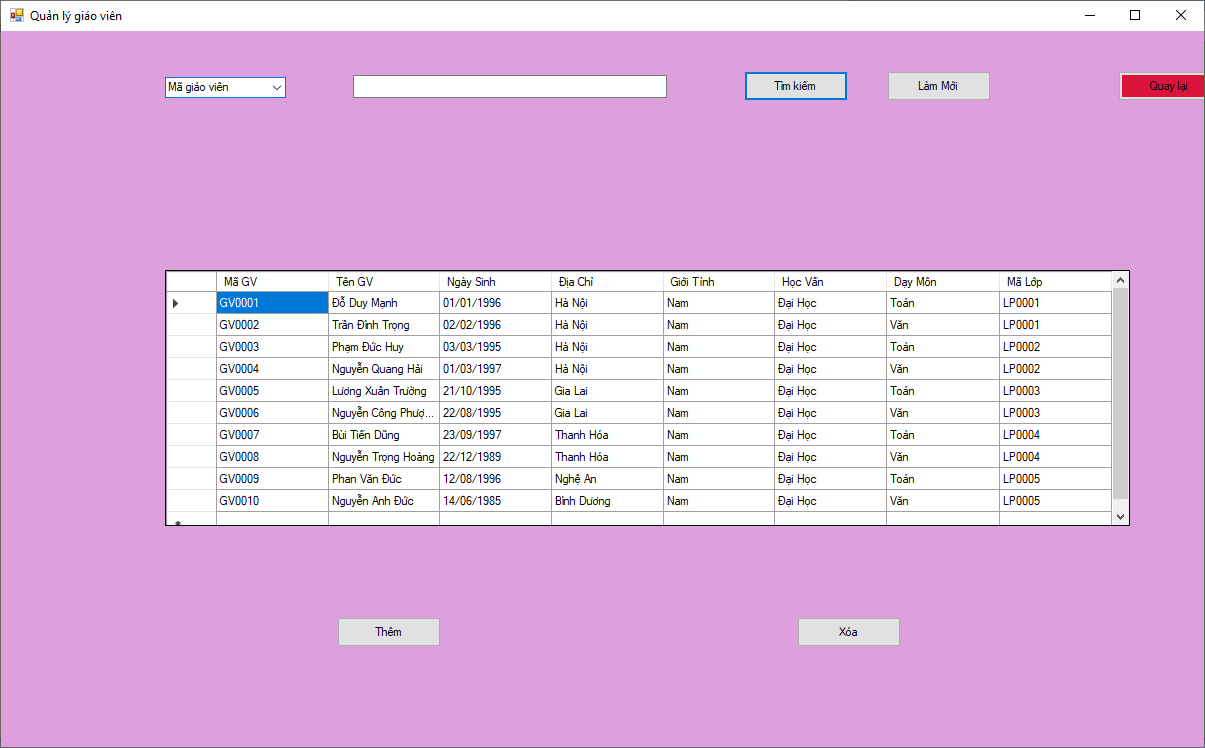 Quản lý giáo viên
Mã giáo viên Tìm kiếm Làm Mới Quay lại
Mã GV Tên GV Ngày Sinh Địa Chỉ Giới Tính Học Vấn Dạy Môn Mã Lớp
GV0001 Đỗ Duy Mạnh 01/01/1996 Hà Nội Nam Đại Học Toán LP0001
GV0002 Trần Đình Trọng 02/02/1996 Hà Nội Nam Đại Học Văn LP0001
GV0003 Phạm Đức Huy 03/03/1995 Hà Nội Nam Đại Học Toán LP0002
GV0004 Nguyễn Quang Hải 01/03/1997 Hà Nội Nam Đại Học Văn LP0002
GV0005 Lương Xuân Trường 21/10/1995 Gia Lai Nam Đại Học Toán LP0003
GV0006 Nguyễn Công Phượ... 22/08/1995 Gia Lai Nam Đại Học Văn LP0003
GV0007 Bùi Tiến Dũng 23/09/1997 Thanh Hóa Nam Đại Học Toán LP0004
GV0008 Nguyễn Trọng Hoàng 22/12/1989 Thanh Hóa Nam Đại Học Văn LP0004
GV0009 Phan Văn Đức 12/08/1996 Nghệ An Nam Đại Học Toán LP0005
GV0010 Nguyễn Anh Đức 14/06/1985 Bình Dương Nam Đại Học Văn LP0005
Thêm Xóa